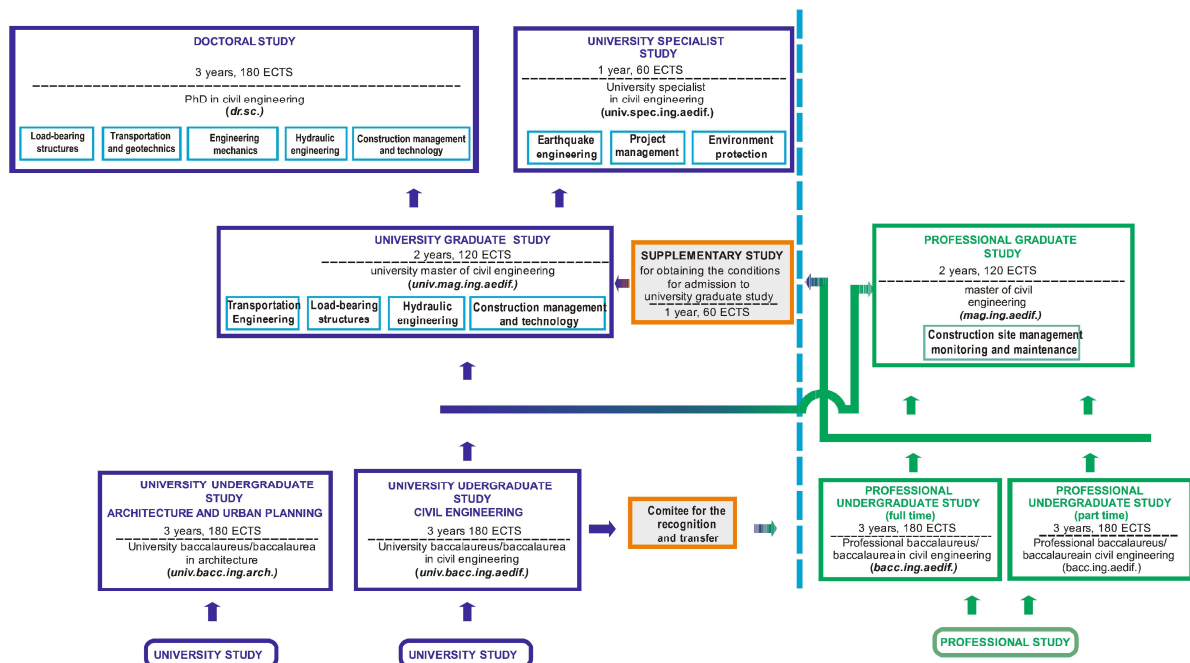 DOCTORAL STUDY
3 years, 180 ECTS
PhD in civil engineering
(dr.sc.)
Load-bearing
structures
Transportation
and geotechnics
Engineering
mechanics
Hydraulic
engineering
Construction management
and technology
UNIVERSITY SPECIALIST
STUDY
1 year, 60 ECTS
University specialist
in civil engineering
(univ.spec.ing.aedif.)
Earthquake
engineering
Project
management
Environment
protection
UNIVERSITY GRADUATE STUDY
2 years, 120 ECTS
university master of civil engineering
(univ.mag.ing.aedif.)
Transportation
Engineering
Load-bearing
structures
Hydraulic
engineering
Construction management
and technology
SUPPLEMENTARY STUDY
for obtaining the conditions
for admission to
university graduate study
1 year, 60 ECTS
PROFESSIONAL GRADUATE
STUDY
2 years, 120 ECTS
master of civil
engineering
(mag.ing.aedif.)
Construction site management
monitoring and maintenance
UNIVERSITY UNDERGRADUATE
STUDY
ARCHITECTURE AND URBAN PLANNING
3 years, 180 ECTS
University baccalaureus/baccalaurea
in architecture
(univ.bacc.ing.arch.)
UNIVERSITY UDERGRADUATE
STUDY
CIVIL ENGINEERING
3 years, 180 ECTS
University baccalaureus/baccalaurea
in civil engineering
(univ.bacc.ing.aedif.)
Comitee for the
recognition
and transfer
PROFESSIONAL
UNDERGRADUATE STUDY
(full time)
3 years, 180 ECTS
Professional baccalaureus/
baccalaureain civil engineering
(bacc.ing.aedif.)
PROFESSIONAL
UNDERGRADUATE STUDY
(part time)
3 years, 180 ECTS
Professional baccalaureus/
baccalaureain civil engineering
(bacc.ing.aedif.)
UNIVERSITY STUDY
UNIVERSITY STUDY
PROFESSIONAL STUDY